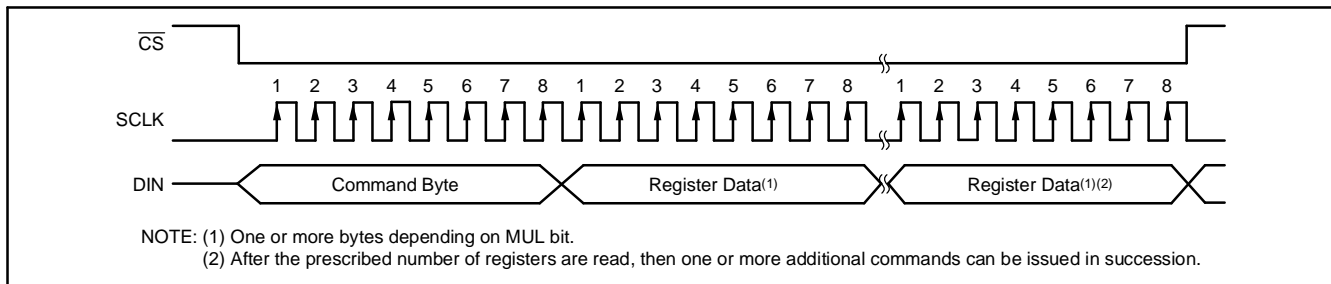 CS
1 2 3 4 5 6 7 8 1 2 3 4 5 6 7 8 1 2 3 4 5 6 7 8
SCLK
DIN Command Byte Register Data(1) Register Data(1)(2)
NOTE: (1) One or more bytes depending on MUL bit.
(2) After the prescribed number of registers are read, then one or more additional commands can be issued in succession.